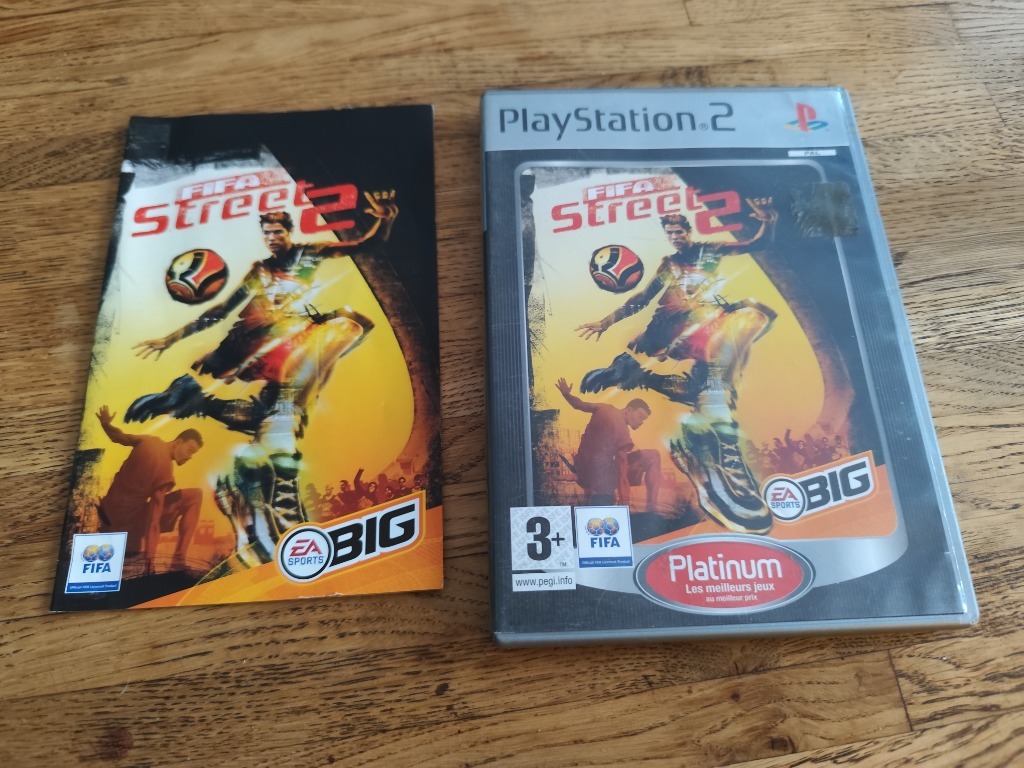 FIFA
Street 2
FIFA
EA
SPORTS
BIG
PlayStation®2
PAL
FIFA
Street 2
3+
TM
www.pegi.info
FIFA
EA
SPORTS
BIG
Platinum
Les meilleurs jeux
au meilleur prix